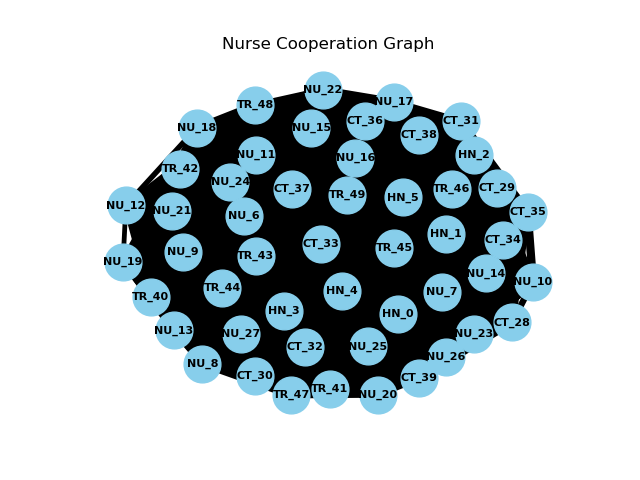 Nurse Cooperation Graph
NU_22
NU_17
TR_48
CT_31
CT_36
NU_18
NU_15
CT_38
NU_11
HN_2
NU_16
TR_42
NU_24
CT_37
TR_46
CT_29
TR_49
HN_5
NU_12
NU_21
CT_35
NU_6
HN_1
CT_34
CT_33
TR_45
NU_9
TR_43
NU_19
NU_14
NU_10
TR_44
HN_4
NU_7
TR_40
HN_3
HN_0
CT_28
NU_13
NU_27
NU_23
CT_32
NU_25
NU_26
NU_8
CT_30
CT_39
TR_41
TR_47
NU_20